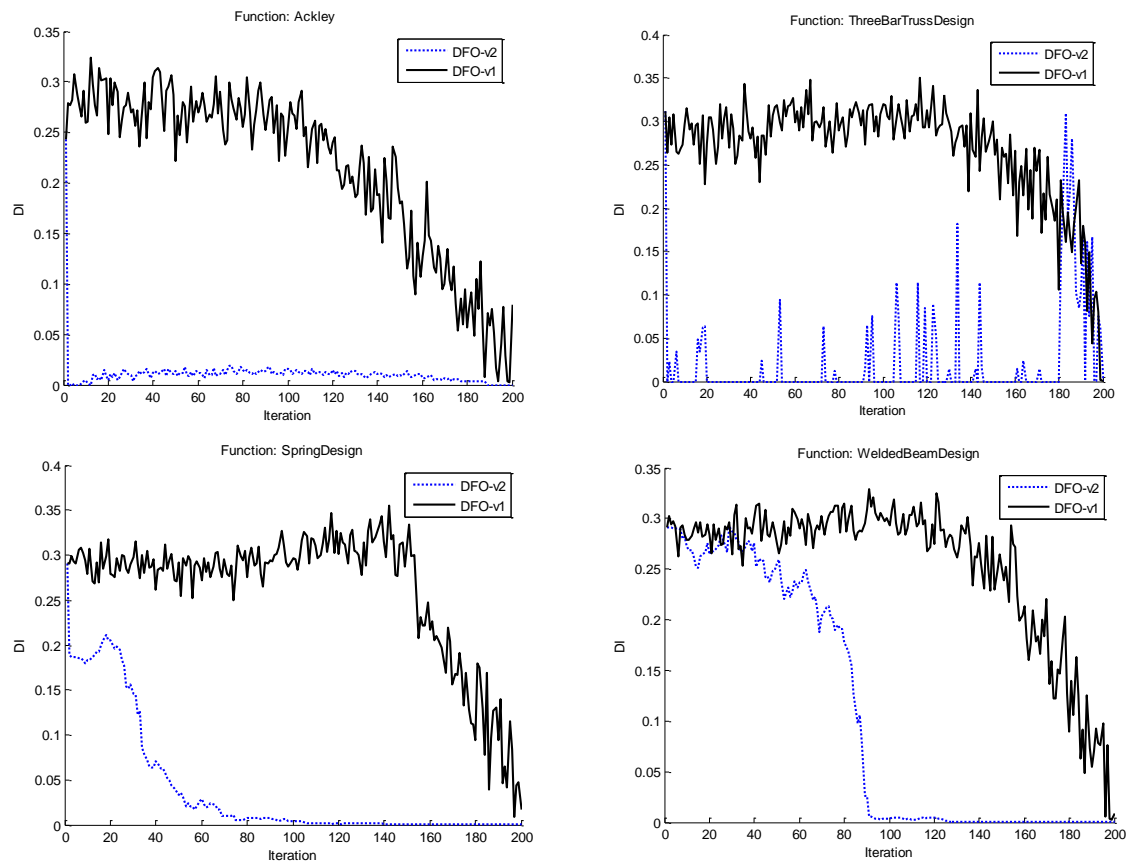 Function: Ackley
0.35
0.3
0.25
0.2
0.15
0.1
0.05
0
DI
DFO-v2
DFO-v1
0 20 40 60 80 100 120 140 160 180 200
Iteration
Function: ThreeBarTrussDesign
0.4
0.35
0.3
0.25
0.2
0.15
0.1
0.05
0
DI
DFO-v2
DFO-v1
0 20 40 60 80 100 120 140 160 180 200
Iteration
Function: SpringDesign
0.4
0.35
0.3
0.25
0.2
0.15
0.1
0.05
0
DI
DFO-v2
DFO-v1
0 20 40 60 80 100 120 140 160 180 200
Iteration
Function: WeldedBeamDesign
0.35
0.3
0.25
0.2
0.15
0.1
0.05
0
DI
DFO-v2
DFO-v1
0 20 40 60 80 100 120 140 160 180 200
Iteration